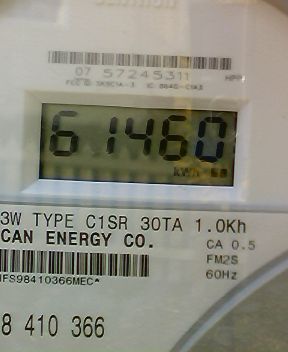 07 57245311
61460
kWh
3W TYPE C1SR 30TA 1.0Kh
CAN ENERGY CO.
CA 0.5
FM2S
60Hz
IFS98410366MEC*
8 410 366